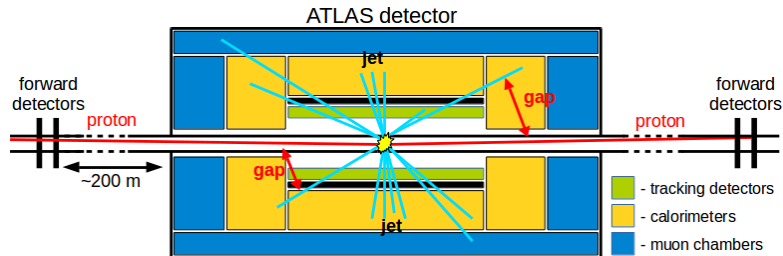 ATLAS detector
forward
detectors
proton
jet
gap
proton
forward
detectors
~200 m
gap
jet
- tracking detectors
- calorimeters
- muon chambers